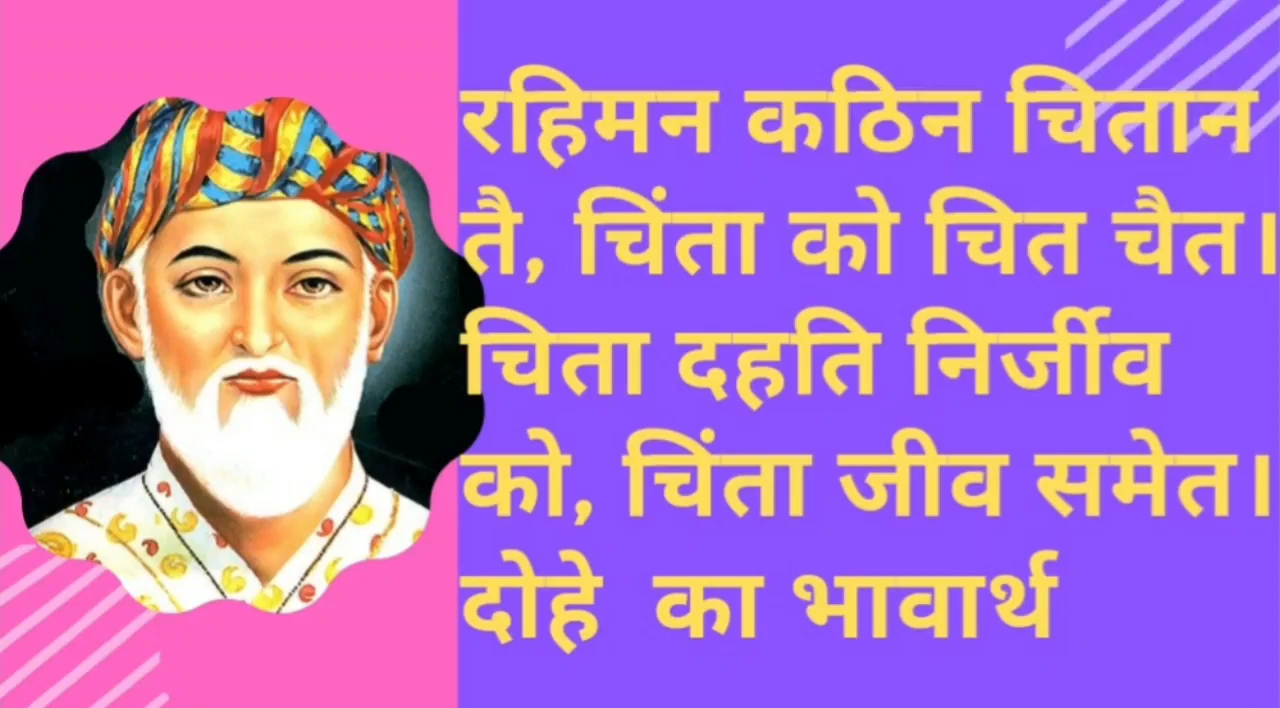 रहिमन कठिन चितान
तै, चिंता को चित चैत।
चिता दहति निर्जीव
को, चिंता जीव समेत।
दोहे का भावार्थ